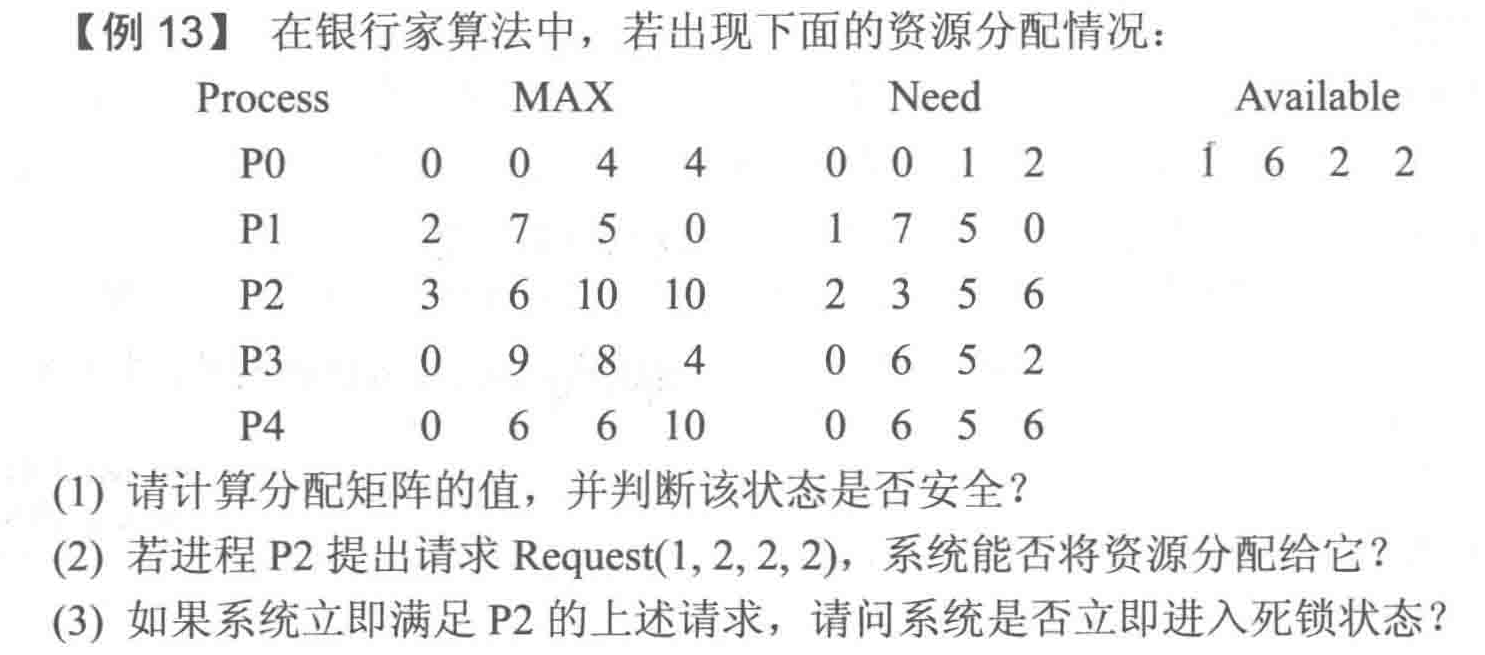 【例 13】 在银行家算法中，若出现下面的资源分配情况：
Process MAX Need Available
P0 0 0 4 4 0 0 1 2 1 6 2 2
P1 2 7 5 0 1 7 5 0
P2 3 6 10 10 2 3 5 6
P3 0 9 8 4 0 6 5 2
P4 0 6 6 10 0 6 5 6
(1) 请计算分配矩阵的值，并判断该状态是否安全？
(2) 若进程 P2 提出请求 Request(1, 2, 2, 2)，系统能否将资源分配给它？
(3) 如果系统立即满足 P2 的上述请求，请问系统是否立即进入死锁状态？